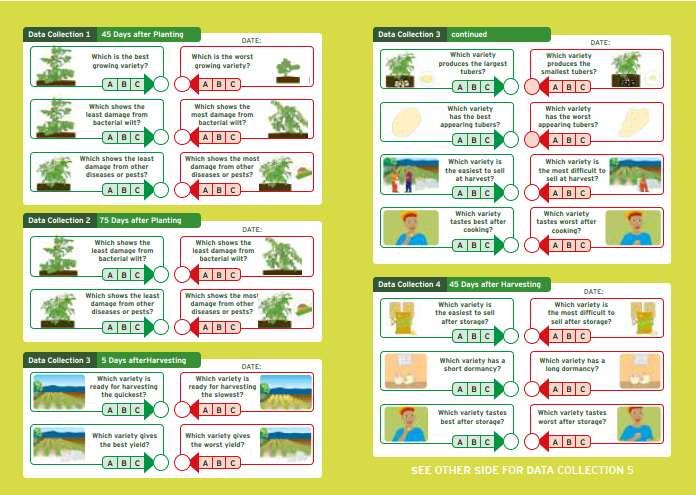 Data Collection 1 45 Days after Planting
DATE:
Which is the best
growing variety?
A B C
Which is the worst
growing variety?
A B C
Which shows the
least damage from
bacterial wilt?
A B C
Which shows the
most damage from
bacterial wilt?
A B C
Which shows the least
damage from other
diseases or pests?
A B C
Which shows the most
damage from other
diseases or pests?
A B C
Data Collection 2 75 Days after Planting
DATE:
Which shows the
least damage from
bacterial wilt?
A B C
Which shows the
most damage from
bacterial wilt?
A B C
Which shows the least
damage from other
diseases or pests?
A B C
Which shows the most
damage from other
diseases or pests?
A B C
Data Collection 3 5 Days afterHarvesting
DATE:
Which variety is
ready for harvesting
the quickest?
A B C
Which variety is
ready for harvesting
the slowest?
A B C
Which variety gives
the best yield?
A B C
Which variety gives
the worst yield?
A B C
Data Collection 3 continued
DATE:
Which variety
produces the largest
tubers?
A B C
Which variety
produces the
smallest tubers?
A B C
Which variety
has the best
appearing tubers?
A B C
Which variety
has the worst
appearing tubers?
A B C
Which variety is
the easiest to sell
at harvest?
A B C
Which variety is
the most difficult to
sell at harvest?
A B C
Which variety
tastes best after
cooking?
A B C
Which variety
tastes worst after
cooking?
A B C
Data Collection 4 45 Days after Harvesting
DATE:
Which variety is
the easiest to sell
after storage?
A B C
Which variety is
the most difficult to
sell after storage?
A B C
Which variety has a
short dormancy?
A B C
Which variety has a
long dormancy?
A B C
Which variety tastes
best after storage?
A B C
Which variety tastes
worst after storage?
A B C
SEE OTHER SIDE FOR DATA COLLECTION 5